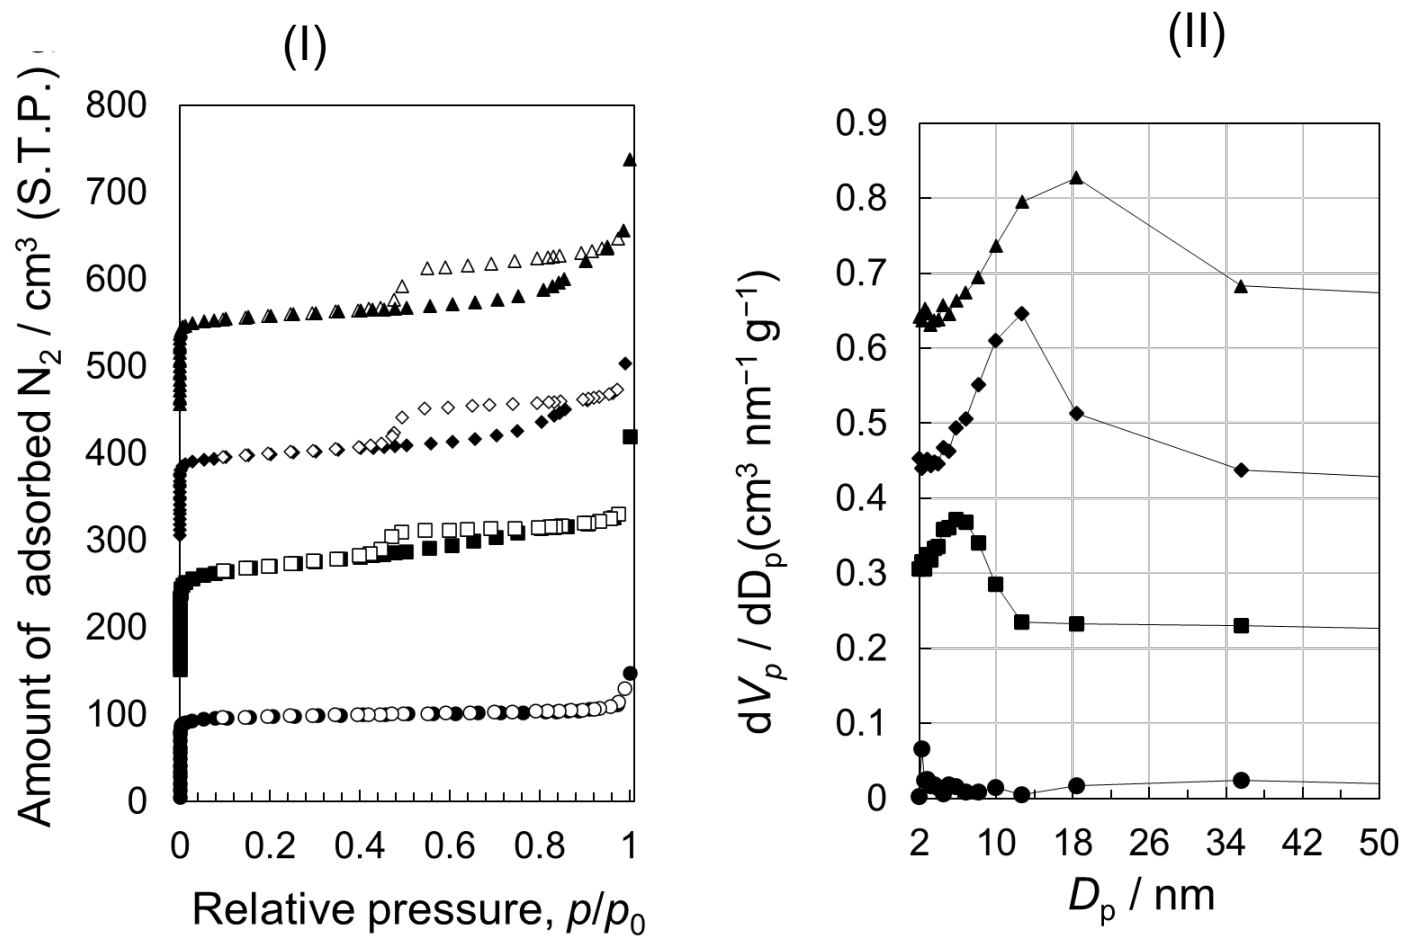 (I)
(II)
Amount of adsorbed N₂ / cm³ (S.T.P.)
800
700
600
500
400
300
200
100
0
0 0.2 0.4 0.6 0.8 1
Relative pressure, p/p₀
dVₚ / dDₚ(cm³ nm⁻¹ g⁻¹)
0.9
0.8
0.7
0.6
0.5
0.4
0.3
0.2
0.1
0
2 10 18 26 34 42 50
Dₚ / nm